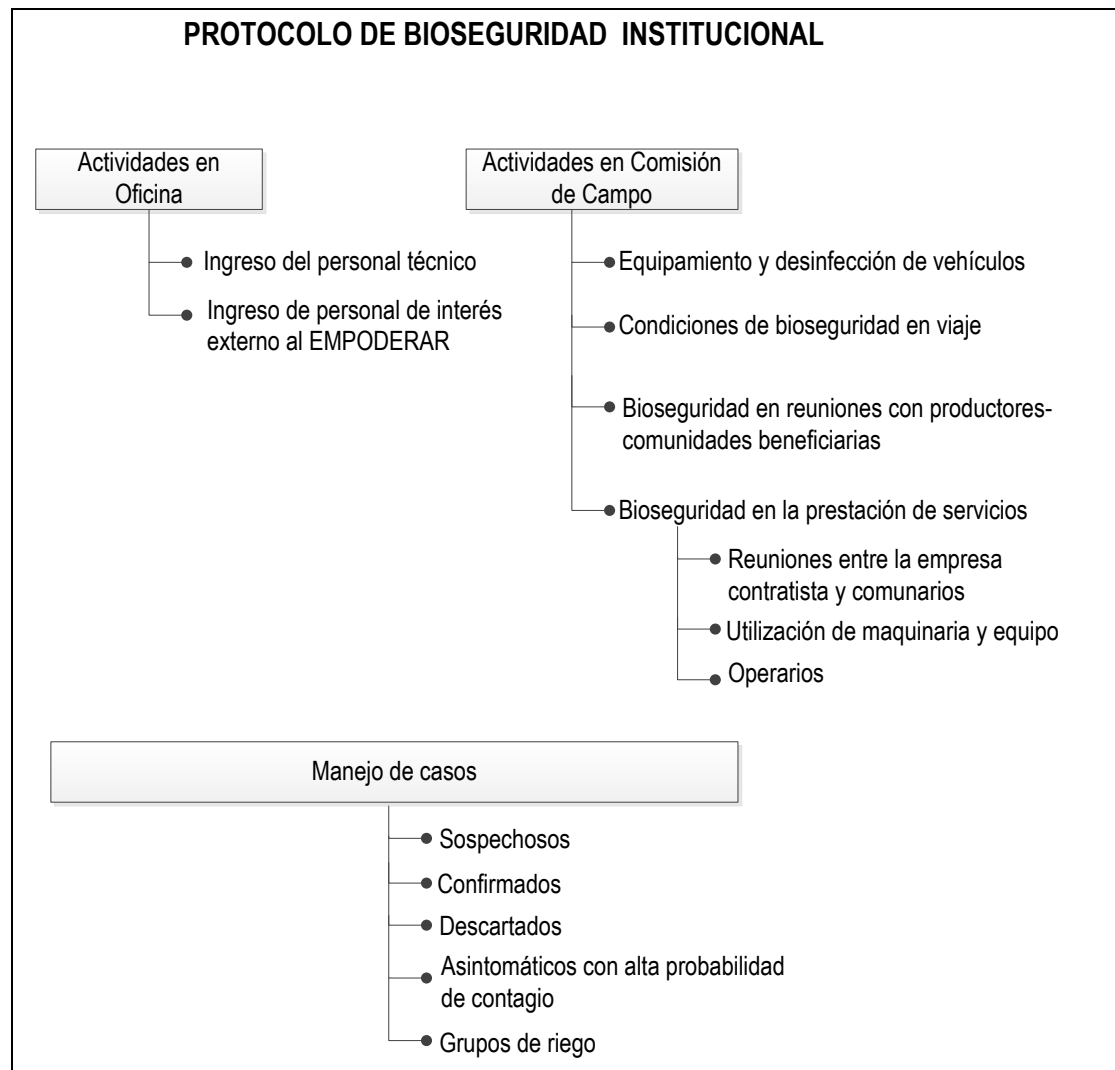 PROTOCOLO DE BIOSEGURIDAD INSTITUCIONAL
Actividades en
Oficina
Ingreso del personal técnico
Ingreso de personal de interés
externo al EMPODERAR
Actividades en Comisión
de Campo
Equipamiento y desinfección de vehículos
Condiciones de bioseguridad en viaje
Bioseguridad en reuniones con productores-
comunidades beneficiarias
Bioseguridad en la prestación de servicios
Reuniones entre la empresa
contratista y comunarios
Utilización de maquinaria y equipo
Operarios
Manejo de casos
Sospechosos
Confirmados
Descartados
Asintomáticos con alta probabilidad
de contagio
Grupos de riego